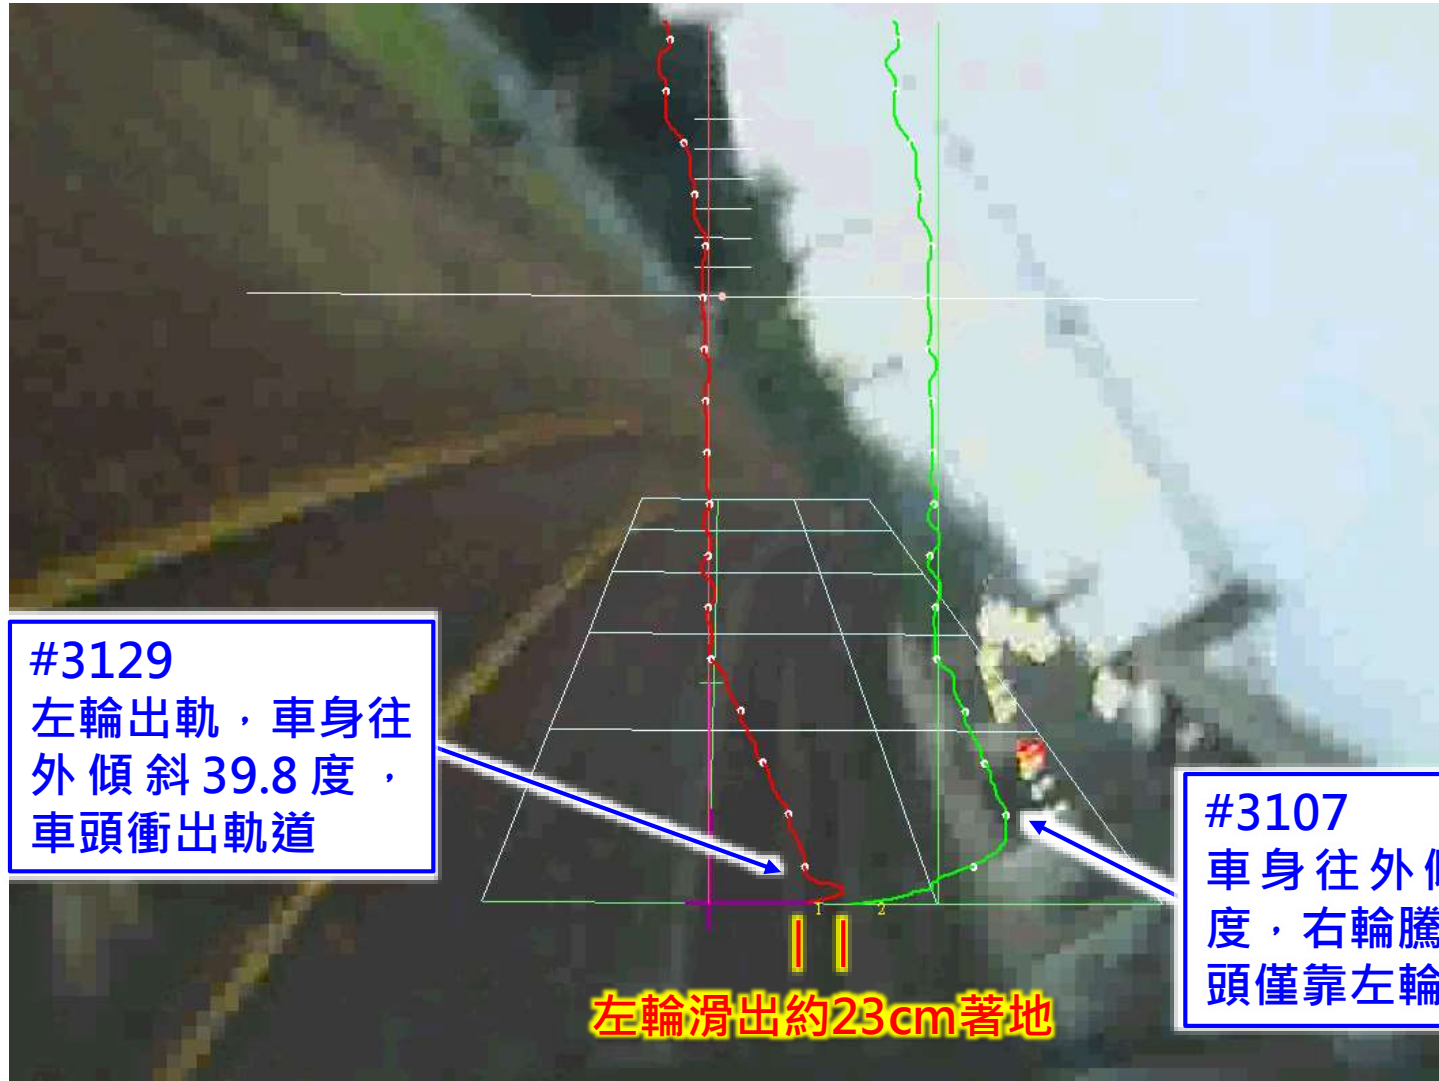 #3129
左輪出軌，車身往
外傾斜39.8度，
車頭衝出軌道
#3107
車身往外
度，右輪騰
頭僅靠左輪
1
2
左輪滑出約23cm著地